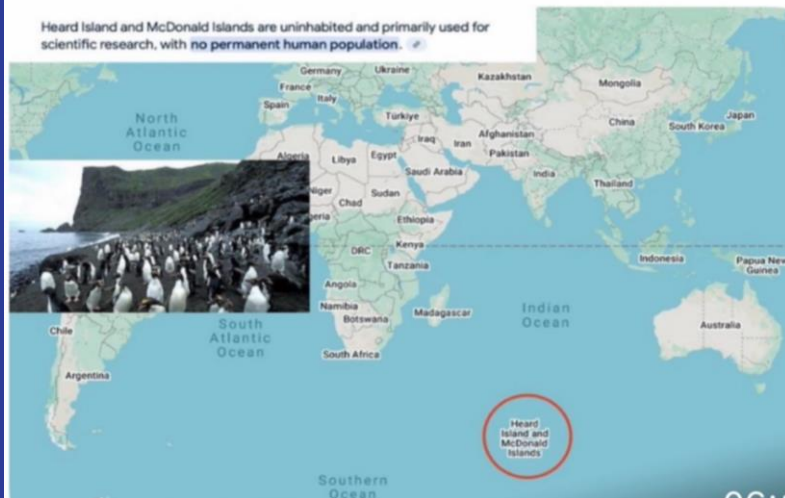 Heard Island and McDonald Islands are uninhabited and primarily used for
scientific research, with no permanent human population.
Germany
Ukraine
Kazakhstan
Mongolia
France
Italy
Spain
Türkiye
China
Japan
South Korea
North
Atlantic
Ocean
Iraq
Iran
Afghanistan
Pakistan
Algeria
Libya
Egypt
Saudi Arabia
India
Thailand
Niger
Chad
Sudan
Ethiopia
DRC
Kenya
Tanzania
Indonesia
Papua New
Guinea
Angola
Namibia
Botswana
Madagascar
Indian
Ocean
Australia
Chile
South
Atlantic
Ocean
South Africa
Argentina
Heard
Island and
McDonald
Islands
Southern
Ocean